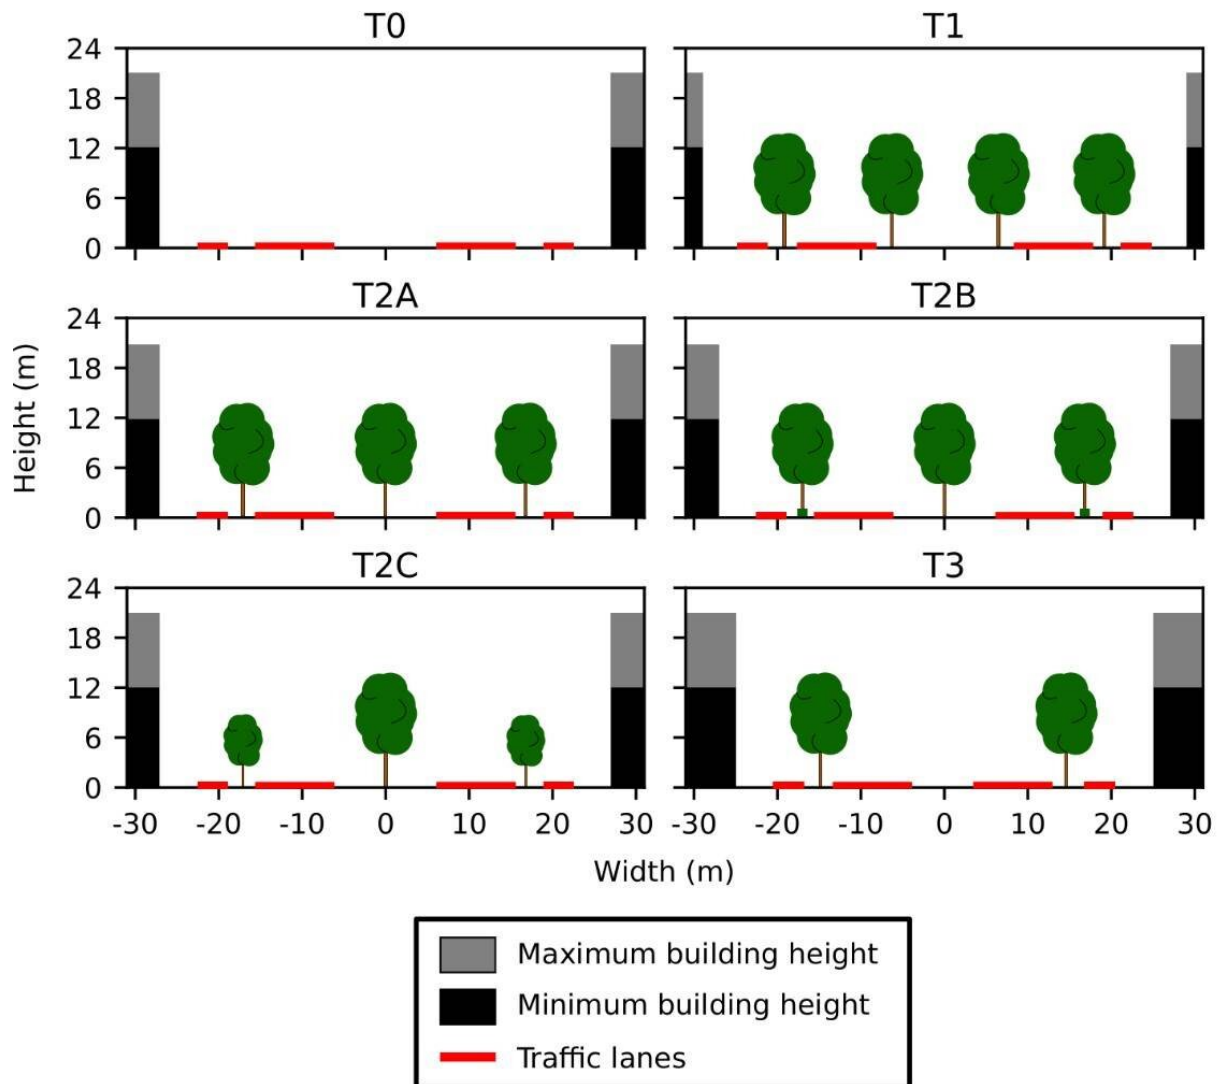 T0
T1
24
18
12
6
0
T2A
T2B
24
18
12
6
0
Height (m)
T2C
T3
24
18
12
6
0
-30 -20 -10 0 10 20 30
-30 -20 -10 0 10 20 30
Width (m)
Maximum building height
Minimum building height
Traffic lanes